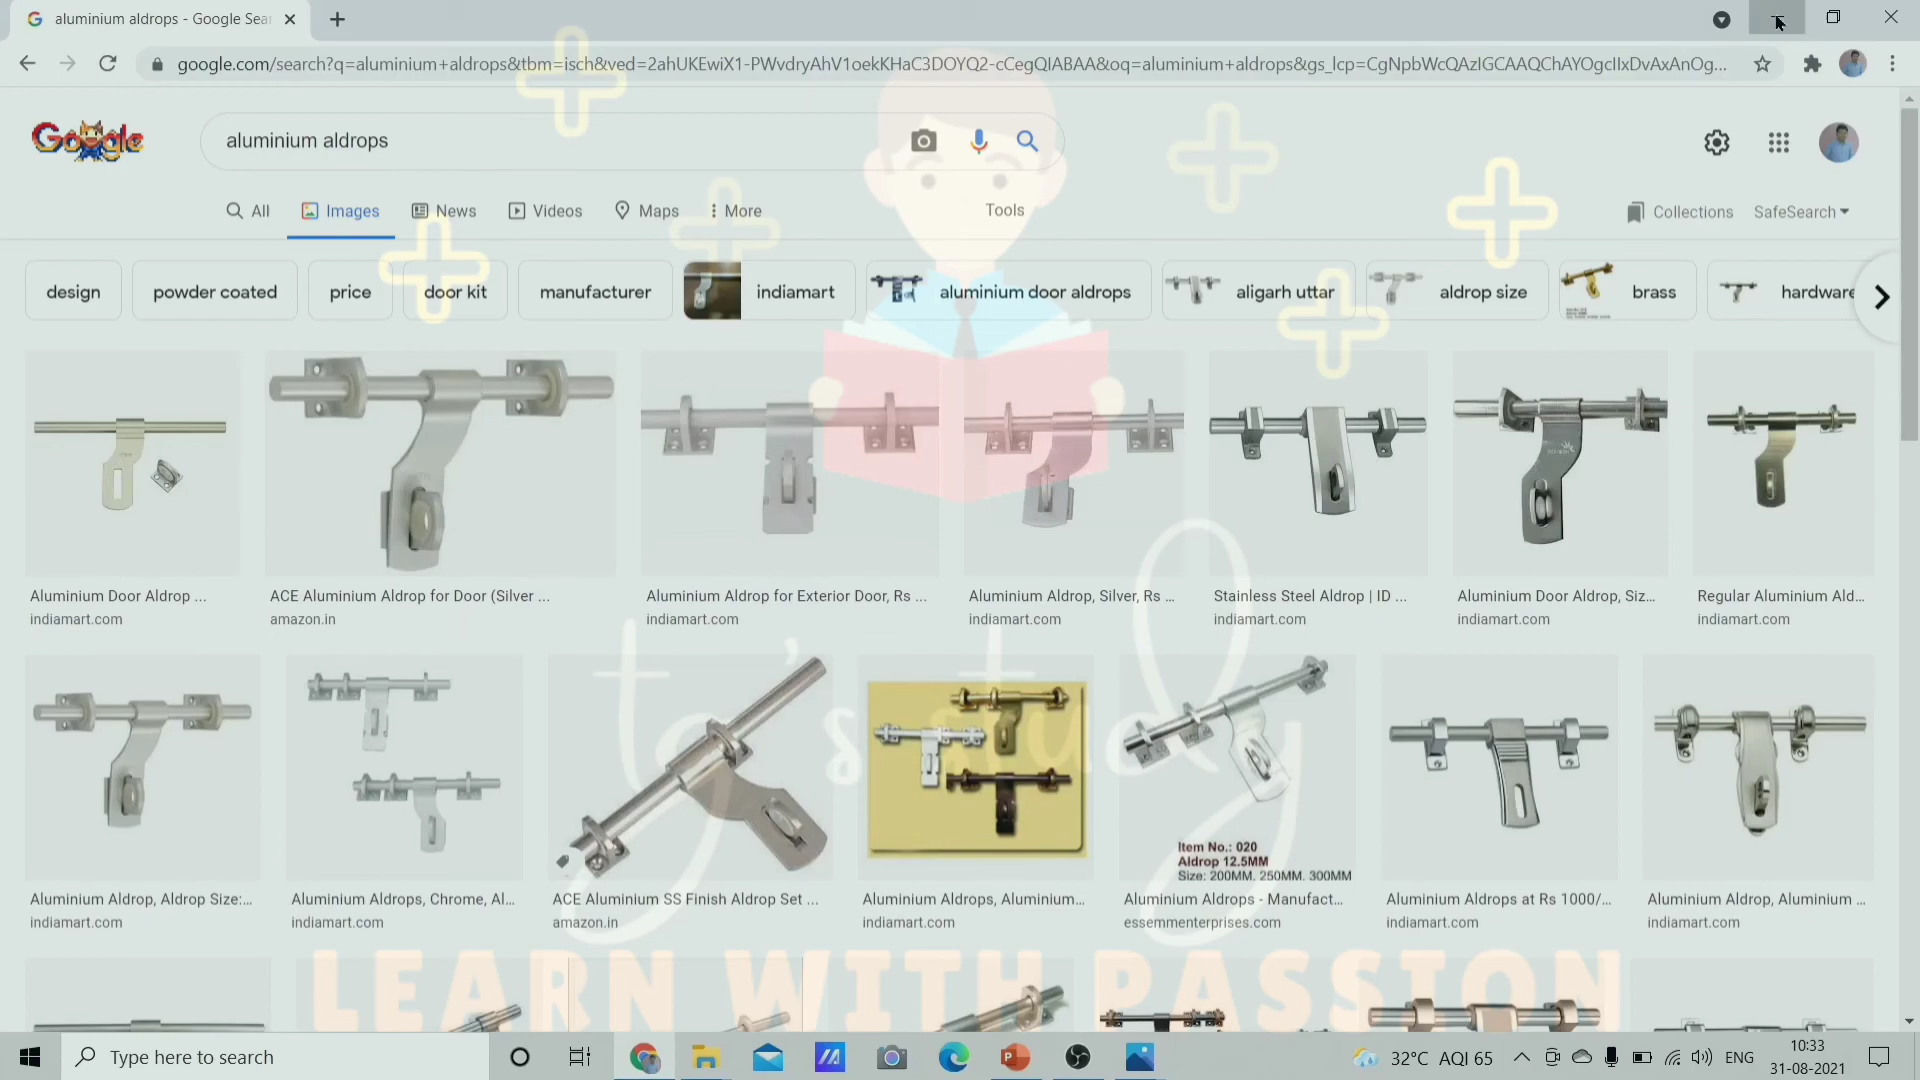 aluminium aldrops - Google Sea
google.com/search?q=aluminium+aldrops&tbm=isch&ved=2ahUKEwiX1-PWvdryAhV1oekKHaC3DOYQ2-cCegQIABAA&oq=aluminium+aldrops&gs_lcp=CgNpbWcQAzIGCAAQChAYOgcIIxDvAxAnOg...
Google
aluminium aldrops
All Images News Videos Maps More Tools
Collections SafeSearch
design powder coated price door kit manufacturer indiamart aluminium door aldrops aligarh uttar aldrop size brass hardware
Aluminium Door Aldrop ... ACE Aluminium Aldrop for Door (Silver ... Aluminium Aldrop for Exterior Door, Rs ... Aluminium Aldrop, Silver, Rs ... Stainless Steel Aldrop | ID ... Aluminium Door Aldrop, Siz... Regular Aluminium Ald...
indiamart.com amazon.in indiamart.com indiamart.com indiamart.com indiamart.com indiamart.com
tg's study
Item No.: 020
Aldrop 12.5MM
Size: 200MM, 250MM, 300MM
Aluminium Aldrop, Aldrop Size:... Aluminium Aldrops, Chrome, Al... ACE Aluminium SS Finish Aldrop Set ... Aluminium Aldrops, Aluminium... Aluminium Aldrops - Manufact... Aluminium Aldrops at Rs 1000/... Aluminium Aldrop, Aluminium ...
indiamart.com indiamart.com amazon.in indiamart.com essemmenterprises.com indiamart.com indiamart.com
LEARN WITH PASSION
Type here to search
32°C AQI 65 ENG
10:33
31-08-2021